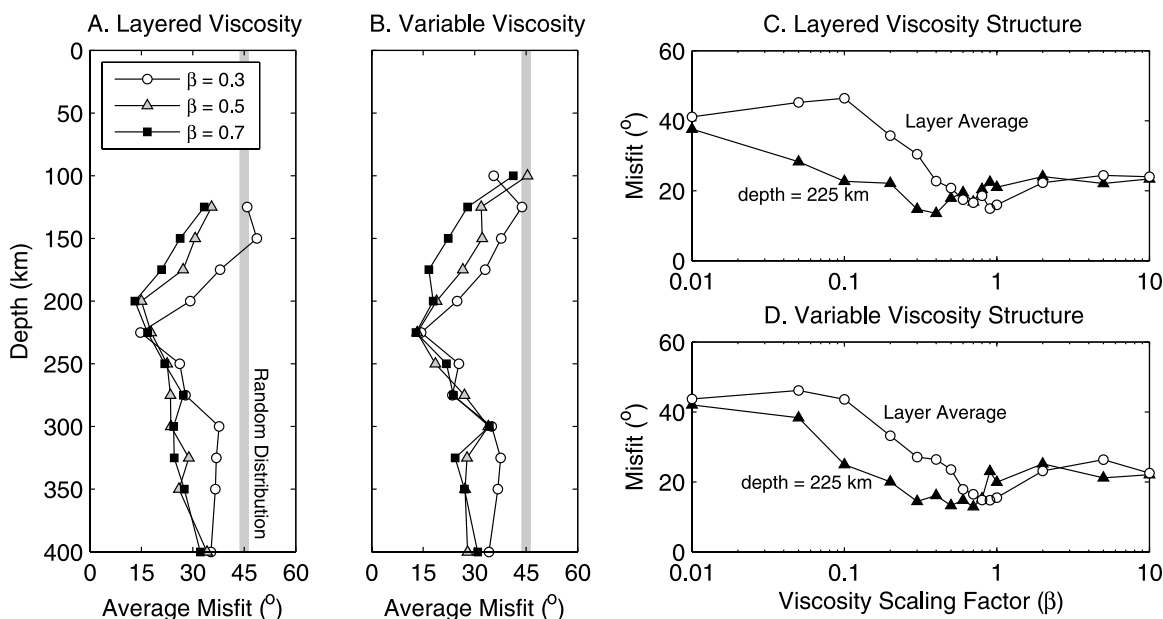 A. Layered Viscosity
0
50
100
150
200
250
300
350
400
Depth (km)
β = 0.3
β = 0.5
β = 0.7
Random Distribution
0 15 30 45 60
Average Misfit (º)
B. Variable Viscosity
0 15 30 45 60
Average Misfit (º)
C. Layered Viscosity Structure
60
40
20
0
Misfit (º)
Layer Average
depth = 225 km
0.01 0.1 1 10
D. Variable Viscosity Structure
60
40
20
0
Misfit (º)
Layer Average
depth = 225 km
0.01 0.1 1 10
Viscosity Scaling Factor (β)